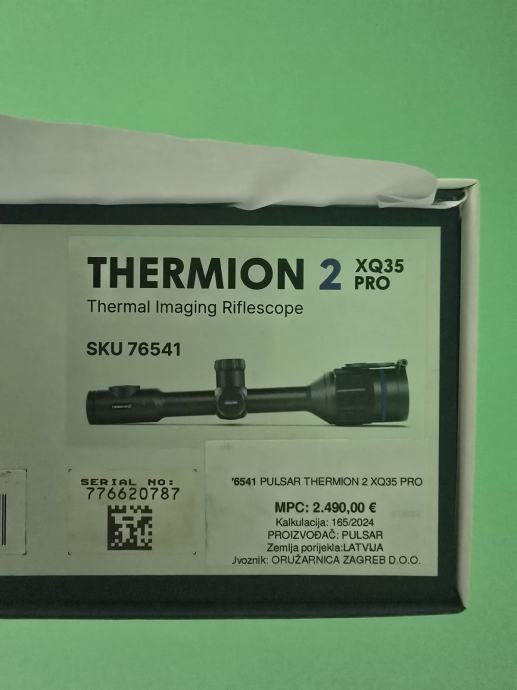 THERMION 2 XQ35 PRO
Thermal Imaging Riflescope
SKU 76541
SERIAL NO:
776620787
'6541 PULSAR THERMION 2 XQ35 PRO
MPC: 2.490,00 €
Kalkulacija: 165/2024
PROIZVOĐAČ: PULSAR
Zemlja porijekla:LATVIJA
Jvoznik: ORUŽARNICA ZAGREB D.O.O.